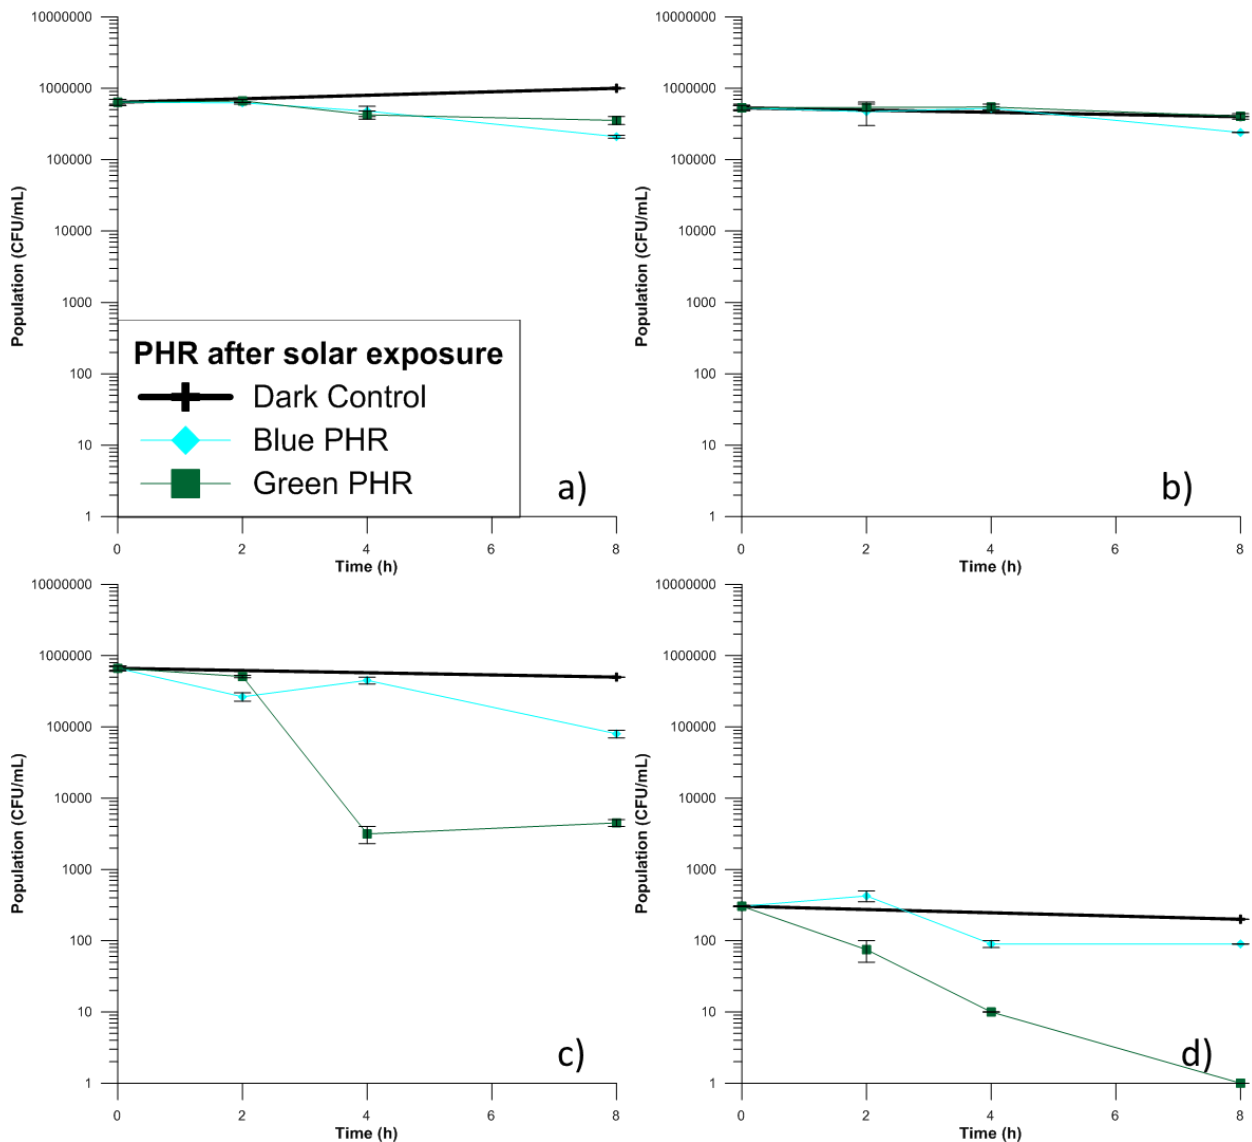 10000000
1000000
100000
10000
1000
100
10
1
Population (CFU/mL)
0 2 4 6 8
Time (h)
PHR after solar exposure
Dark Control
Blue PHR
Green PHR
a)
10000000
1000000
100000
10000
1000
100
10
1
Population (CFU/mL)
0 2 4 6 8
Time (h)
b)
10000000
1000000
100000
10000
1000
100
10
1
Population (CFU/mL)
0 2 4 6 8
Time (h)
c)
10000000
1000000
100000
10000
1000
100
10
1
Population (CFU/mL)
0 2 4 6 8
Time (h)
d)